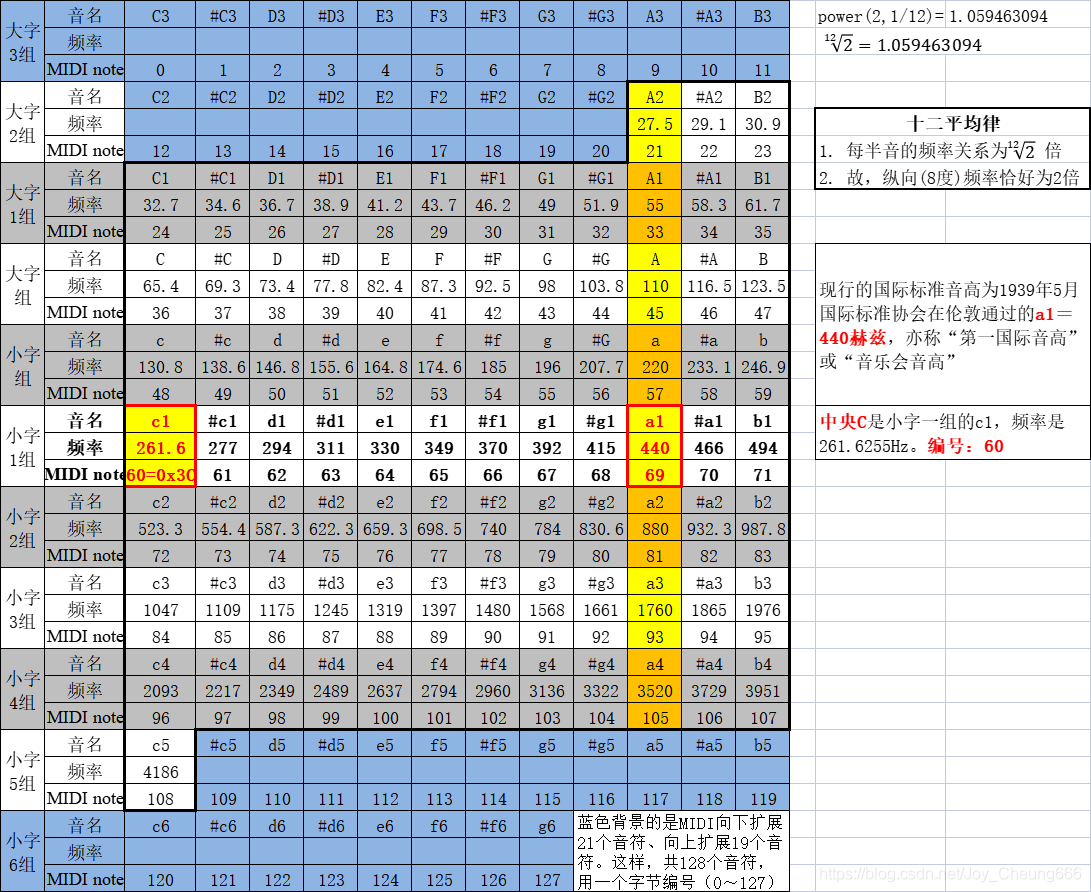 大字3组 音名 C3 #C3 D3 #D3 E3 F3 #F3 G3 #G3 A3 #A3 B3
频率
MIDI note 0 1 2 3 4 5 6 7 8 9 10 11
大字2组 音名 C2 #C2 D2 #D2 E2 F2 #F2 G2 #G2 A2 #A2 B2
频率 27.5 29.1 30.9
MIDI note 12 13 14 15 16 17 18 19 20 21 22 23
大字1组 音名 C1 #C1 D1 #D1 E1 F1 #F1 G1 #G1 A1 #A1 B1
频率 32.7 34.6 36.7 38.9 41.2 43.7 46.2 49 51.9 55 58.3 61.7
MIDI note 24 25 26 27 28 29 30 31 32 33 34 35
大字组 音名 C #C D #D E F #F G #G A #A B
频率 65.4 69.3 73.4 77.8 82.4 87.3 92.5 98 103.8 110 116.5 123.5
MIDI note 36 37 38 39 40 41 42 43 44 45 46 47
小字组 音名 c #c d #d e f #f g #G a #a b
频率 130.8 138.6 146.8 155.6 164.8 174.6 185 196 207.7 220 233.1 246.9
MIDI note 48 49 50 51 52 53 54 55 56 57 58 59
小字1组 音名 c1 #c1 d1 #d1 e1 f1 #f1 g1 #g1 a1 #a1 b1
频率 261.6 277 294 311 330 349 370 392 415 440 466 494
MIDI note 60=0x3C 61 62 63 64 65 66 67 68 69 70 71
小字2组 音名 c2 #c2 d2 #d2 e2 f2 #f2 g2 #g2 a2 #a2 b2
频率 523.3 554.4 587.3 622.3 659.3 698.5 740 784 830.6 880 932.3 987.8
MIDI note 72 73 74 75 76 77 78 79 80 81 82 83
小字3组 音名 c3 #c3 d3 #d3 e3 f3 #f3 g3 #g3 a3 #a3 b3
频率 1047 1109 1175 1245 1319 1397 1480 1568 1661 1760 1865 1976
MIDI note 84 85 86 87 88 89 90 91 92 93 94 95
小字4组 音名 c4 #c4 d4 #d4 e4 f4 #f4 g4 #g4 a4 #a4 b4
频率 2093 2217 2349 2489 2637 2794 2960 3136 3322 3520 3729 3951
MIDI note 96 97 98 99 100 101 102 103 104 105 106 107
小字5组 音名 c5 #c5 d5 #d5 e5 f5 #f5 g5 #g5 a5 #a5 b5
频率 4186
MIDI note 108 109 110 111 112 113 114 115 116 117 118 119
小字6组 音名 c6 #c6 d6 #d6 e6 f6 #f6 g6
频率
MIDI note 120 121 122 123 124 125 126 127
蓝色背景的是MIDI向下扩展
21个音符、向上扩展19个音
符。这样，共128个音符，
用一个字节编号（0～127）
power(2,1/12)= 1.059463094
¹²√2 = 1.059463094
十二平均律
1. 每半音的频率关系为¹²√2 倍
2. 故，纵向(8度)频率恰好为2倍
现行的国际标准音高为1939年5月
国际标准协会在伦敦通过的a1＝
440赫兹，亦称“第一国际音高”
或“音乐会音高”
中央C是小字一组的c1，频率是
261.6255Hz。编号：60
https://blog.csdn.net/Joy_Cheung666